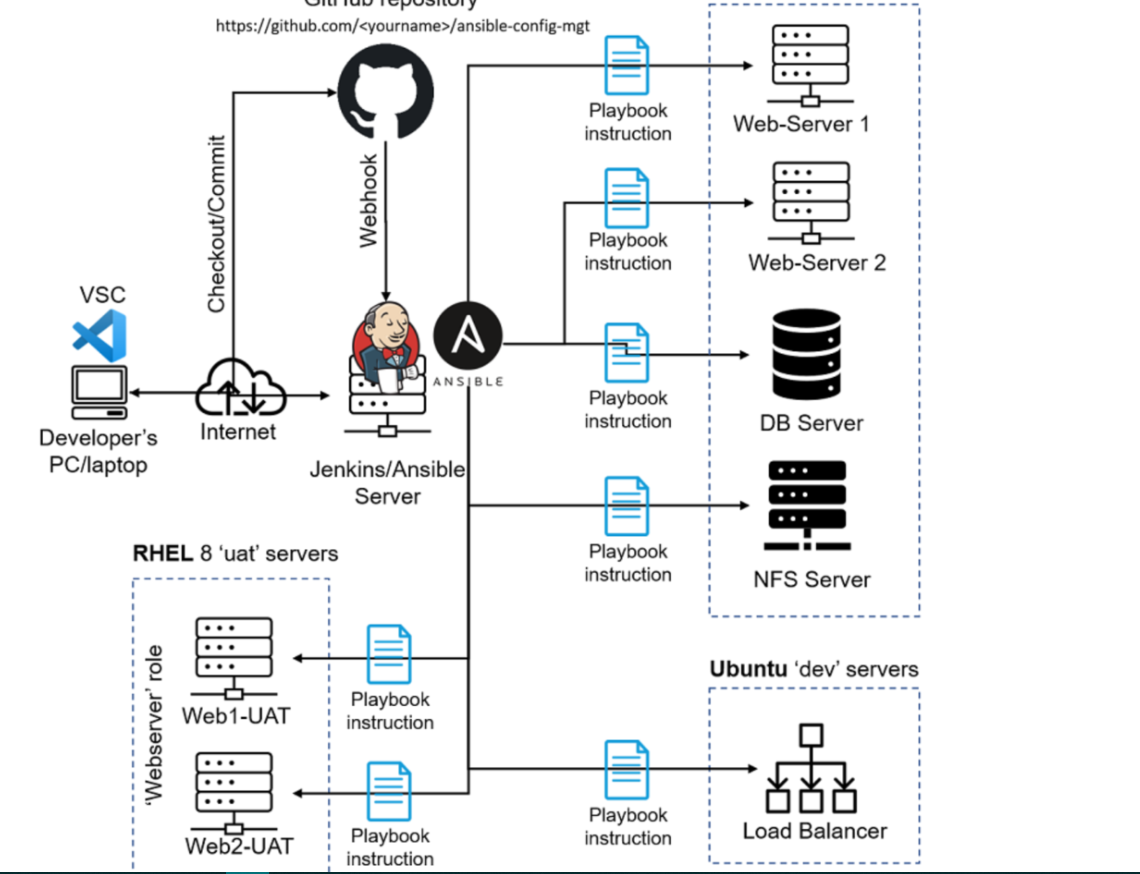 GitHub repository
https://github.com/<yourname>/ansible-config-mgt
Checkout/Commit
Webhook
VSC
Developer's
PC/laptop
Internet
ANSIBLE
Jenkins/Ansible
Server
Playbook
instruction
Web-Server 1
Playbook
instruction
Web-Server 2
Playbook
instruction
DB Server
Playbook
instruction
NFS Server
RHEL 8 ‘uat’ servers
‘Webserver’ role
Web1-UAT
Playbook
instruction
Web2-UAT
Playbook
instruction
Ubuntu ‘dev’ servers
Playbook
instruction
Load Balancer